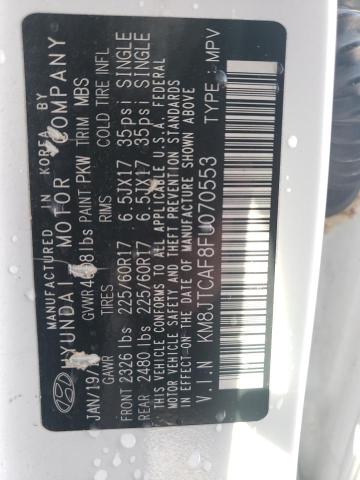 MANUFACTURED IN KOREA BY
HYUNDAI MOTOR COMPANY
JAN/19/ GVWR lbs PAINT PKW TRIM MBS
GAWR TIRES RIMS COLD TIRE INFL
FRONT 2326 lbs 225/60R17 6.5JX17 35psi SINGLE
REAR 2480 lbs 225/60R17 6.5JX17 35psi SINGLE
THIS VEHICLE CONFORMS TO ALL APPLICABLE U.S.A. FEDERAL
MOTOR VEHICLE SAFETY AND THEFT PREVENTION STANDARDS
IN EFFECT ON THE DATE OF MANUFACTURE SHOWN ABOVE.
V.I.N KM8JTCAF8FU070553 TYPE : MPV